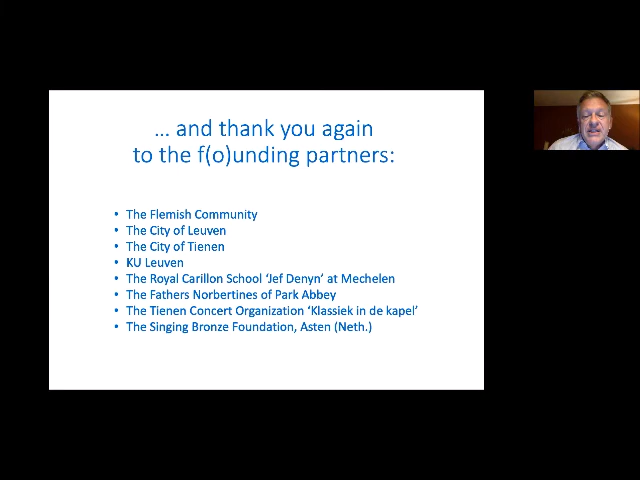 ... and thank you again
to the f(o)unding partners:
• The Flemish Community
• The City of Leuven
• The City of Tienen
• KU Leuven
• The Royal Carillon School ‘Jef Denyn’ at Mechelen
• The Fathers Norbertines of Park Abbey
• The Tienen Concert Organization ‘Klassiek in de kapel’
• The Singing Bronze Foundation, Asten (Neth.)